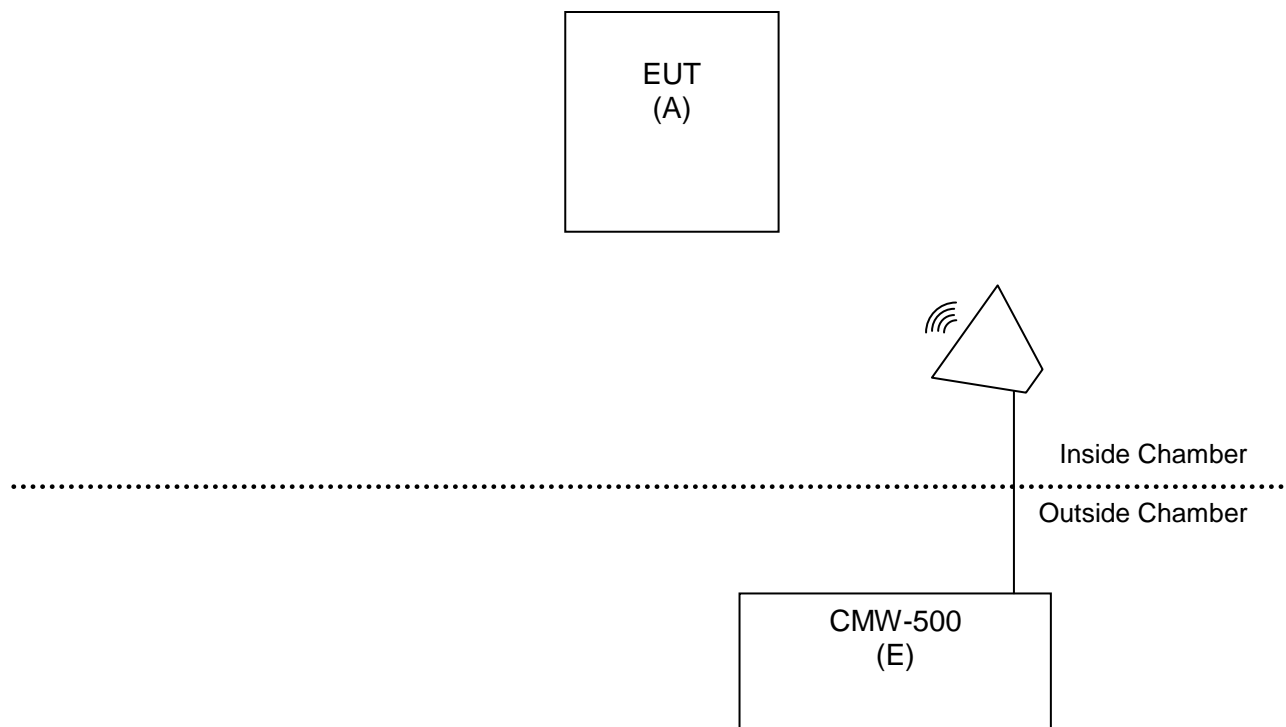 EUT
(A)
Inside Chamber
Outside Chamber
CMW-500
(E)